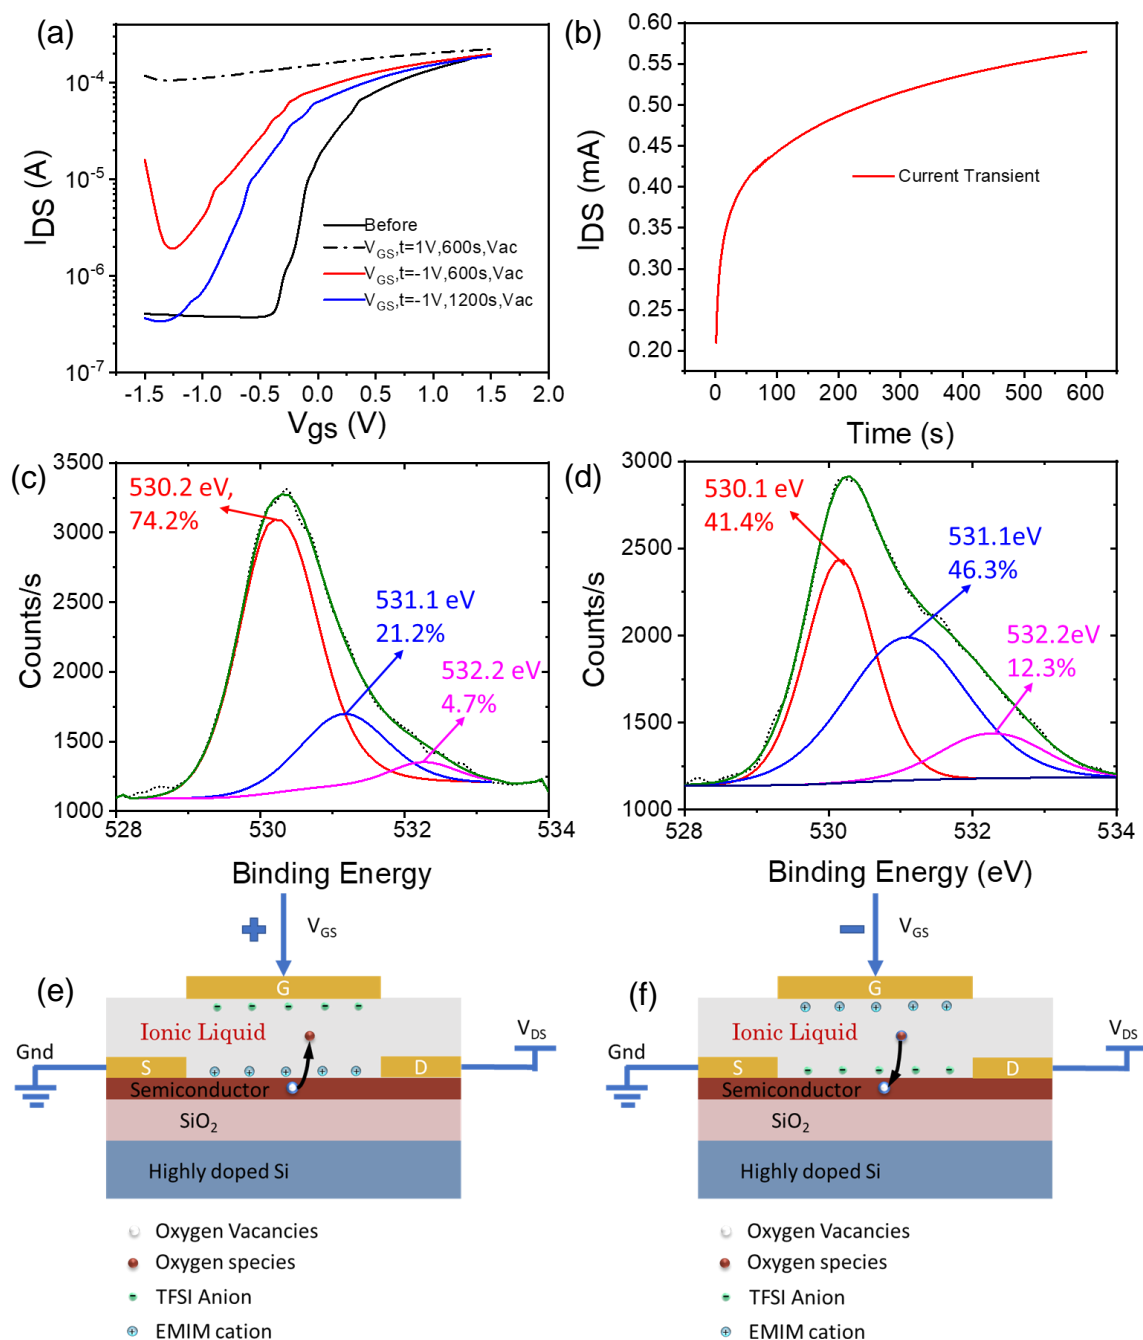 (a)
10⁻⁴
10⁻⁵
10⁻⁶
10⁻⁷
I_DS (A)
Before
V_GS,t=1V,600s,Vac
V_GS,t=-1V,600s,Vac
V_GS,t=-1V,1200s,Vac
-1.5 -1.0 -0.5 0.0 0.5 1.0 1.5 2.0
V_gs (V)
(b)
0.60
0.55
0.50
0.45
0.40
0.35
0.30
0.25
0.20
I_DS (mA)
Current Transient
0 100 200 300 400 500 600
Time (s)
(c)
3500
3000
2500
2000
1500
1000
Counts/s
530.2 eV,
74.2%
531.1 eV
21.2%
532.2 eV
4.7%
528 530 532 534
Binding Energy
(d)
3000
2500
2000
1500
1000
Counts/s
530.1 eV
41.4%
531.1eV
46.3%
532.2eV
12.3%
528 530 532 534
Binding Energy (eV)
(e)
+
V_GS
G
- - - - -
Ionic Liquid
V_DS
Gnd
S
+ + + + +
D
Semiconductor
SiO₂
Highly doped Si
Oxygen Vacancies
Oxygen species
- TFSI Anion
+ EMIM cation
(f)
−
V_GS
G
+ + + + +
Ionic Liquid
V_DS
Gnd
S
- - - - -
D
Semiconductor
SiO₂
Highly doped Si
Oxygen Vacancies
Oxygen species
- TFSI Anion
+ EMIM cation